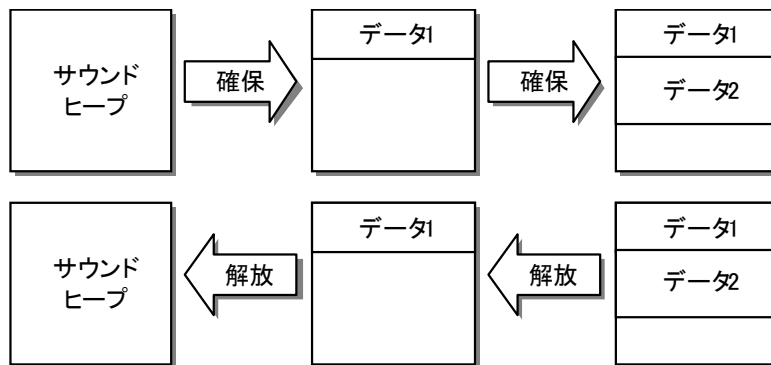 サウンド
ヒープ
確保
データ1
確保
データ1
データ2
サウンド
ヒープ
解放
データ1
解放
データ1
データ2